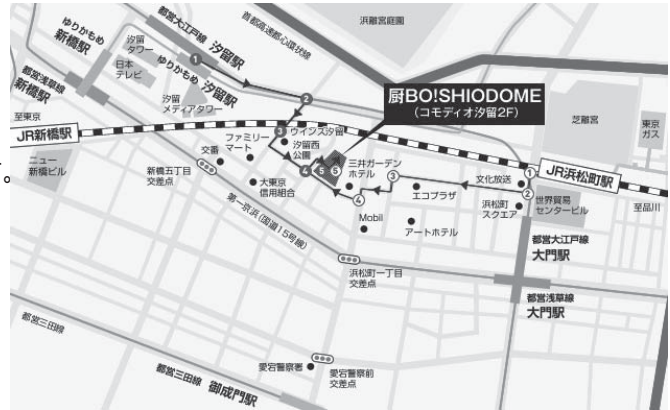 浜離宮庭園
首都高速都心環状線
都営大江戸線
汐留駅
ゆりかもめ
新橋駅
汐留
タワー
日本
テレビ
ゆりかもめ
汐留駅
都営浅草線
新橋駅
汐留
メディアタワー
至東京
JR新橋駅
厨BO!SHIODOME
(コモディオ汐留2F)
芝離宮
東京
ガス
1
2
3
ウインズ汐留
汐留西
公園
4
5
6
ファミリー
マート
交番
ニュー
新橋ビル
新橋五丁目
交差点
大東京
信用組合
三井ガーデン
ホテル
3
4
エコプラザ
文化放送
1
2
JR浜松町駅
浜松町
スクエア
世界貿易
センタービル
至品川
Mobil
アートホテル
第一京浜(国道15号線)
浜松町一丁目
交差点
都営大江戸線
大門駅
都営浅草線
大門駅
都営三田線
愛宕警察署
愛宕警察前
交差点
都営三田線 御成門駅
。